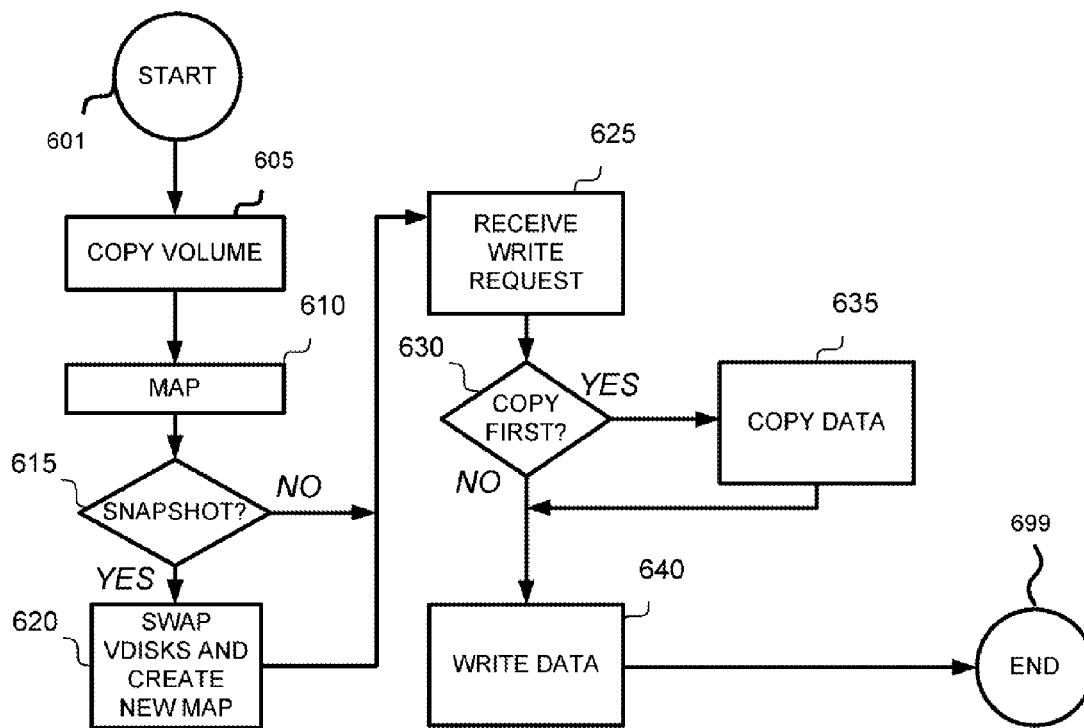 START
601
605
COPY VOLUME
610
MAP
615
SNAPSHOT?
NO
YES
620
SWAP
VDISKS AND
CREATE
NEW MAP
625
RECEIVE
WRITE
REQUEST
630
COPY
FIRST?
YES
635
COPY DATA
NO
640
WRITE DATA
699
END